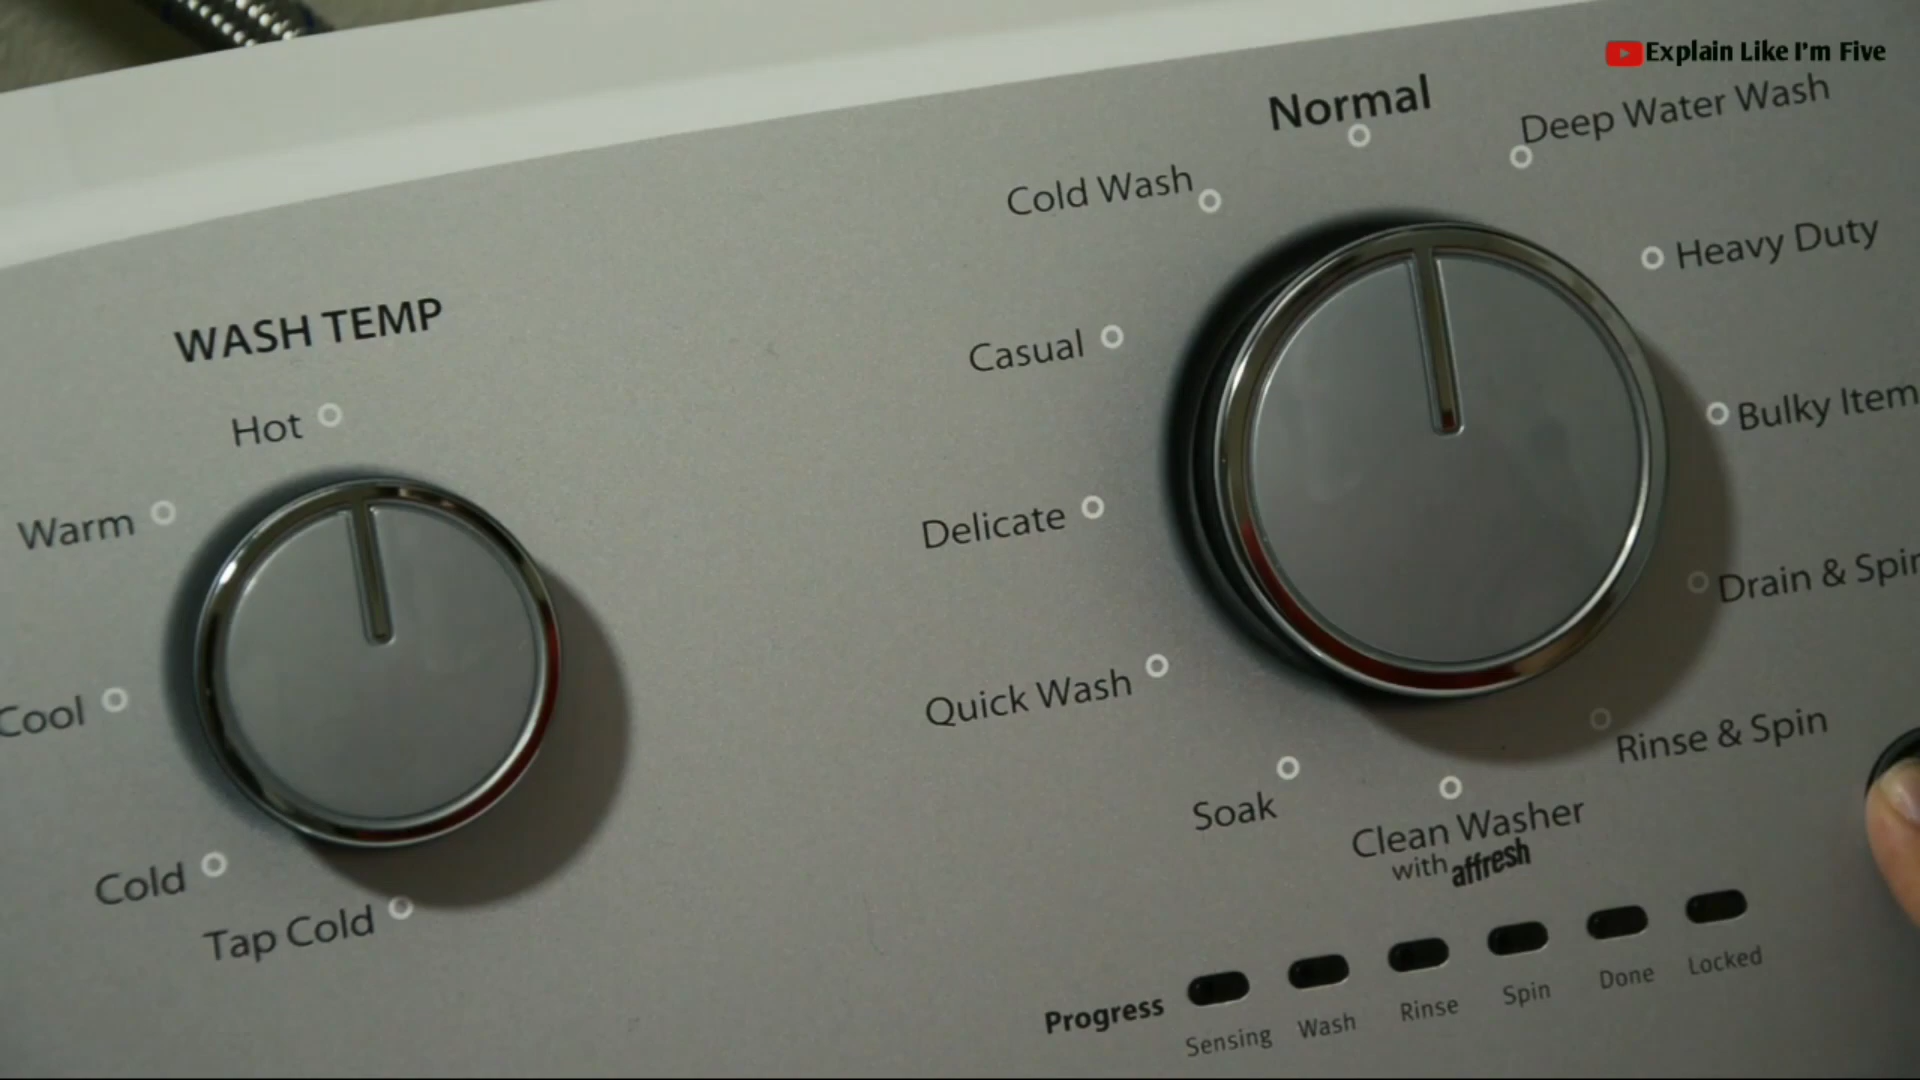 Explain Like I'm Five
WASH TEMP
Hot
Warm
Cool
Cold
Tap Cold
Normal
Deep Water Wash
Cold Wash
Heavy Duty
Casual
Bulky Item
Delicate
Drain & Spin
Quick Wash
Rinse & Spin
Soak
Clean Washer
with affresh
Progress
Sensing
Wash
Rinse
Spin
Done
Locked